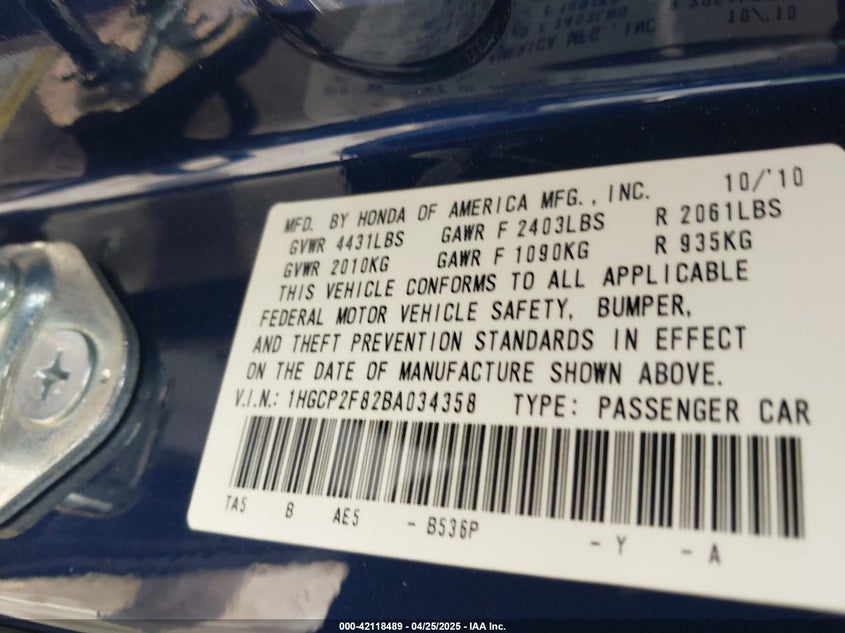 MFD. BY HONDA OF AMERICA MFG., INC. 10/'10
GVWR 4431LBS GAWR F 2403LBS R 2061LBS
GVWR 2010KG GAWR F 1090KG R 935KG
THIS VEHICLE CONFORMS TO ALL APPLICABLE
FEDERAL MOTOR VEHICLE SAFETY, BUMPER,
AND THEFT PREVENTION STANDARDS IN EFFECT
ON THE DATE OF MANUFACTURE SHOWN ABOVE.
V.I.N.: 1HGCP2F82BA034358 TYPE: PASSENGER CAR
TA5 B AE5 - B536P - Y - A
000-42118489 - 04/25/2025 - IAA Inc.